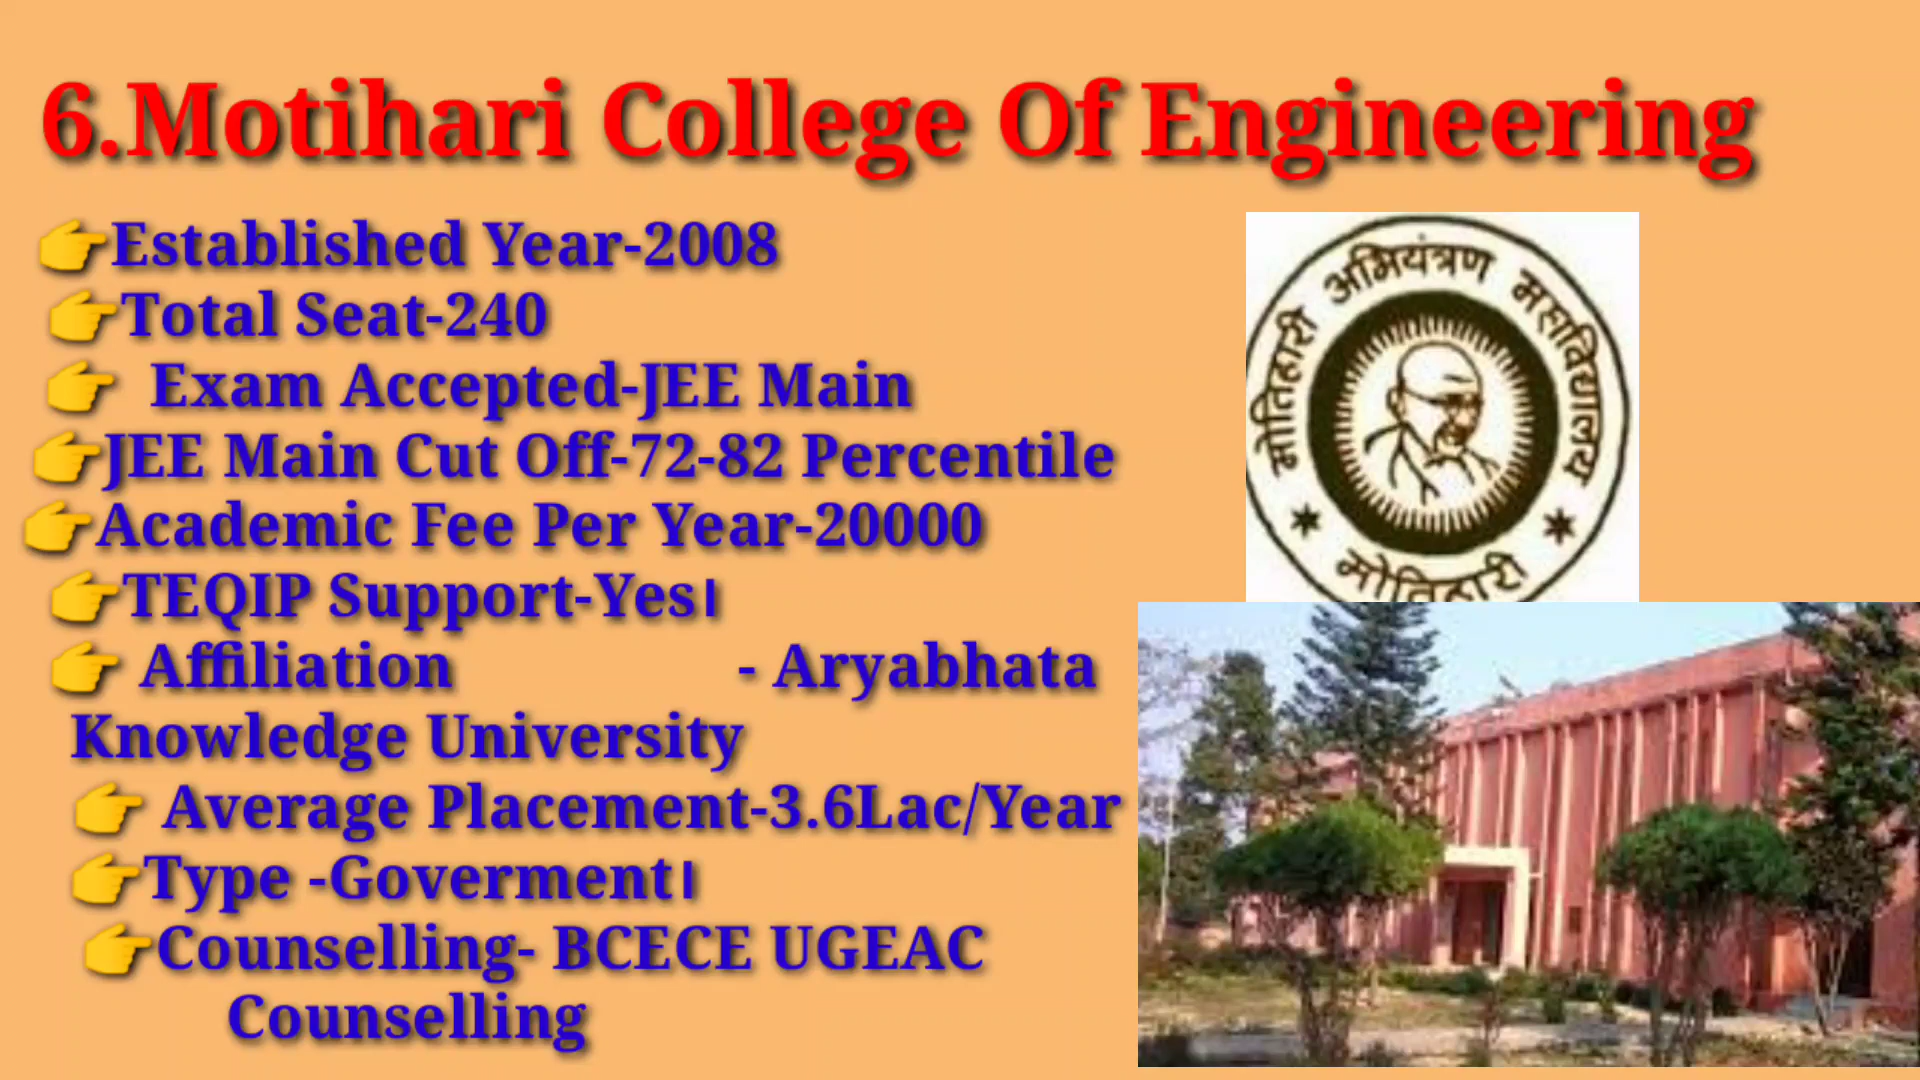 6.Motihari College Of Engineering
👉Established Year-2008
👉Total Seat-240
👉 Exam Accepted-JEE Main
👉JEE Main Cut Off-72-82 Percentile
👉Academic Fee Per Year-20000
👉TEQIP Support-Yes।
👉 Affiliation - Aryabhata
Knowledge University
👉 Average Placement-3.6Lac/Year
👉Type -Goverment।
👉Counselling- BCECE UGEAC
Counselling
मोतिहारी अभियंत्रण महाविद्यालय
मोतिहारी